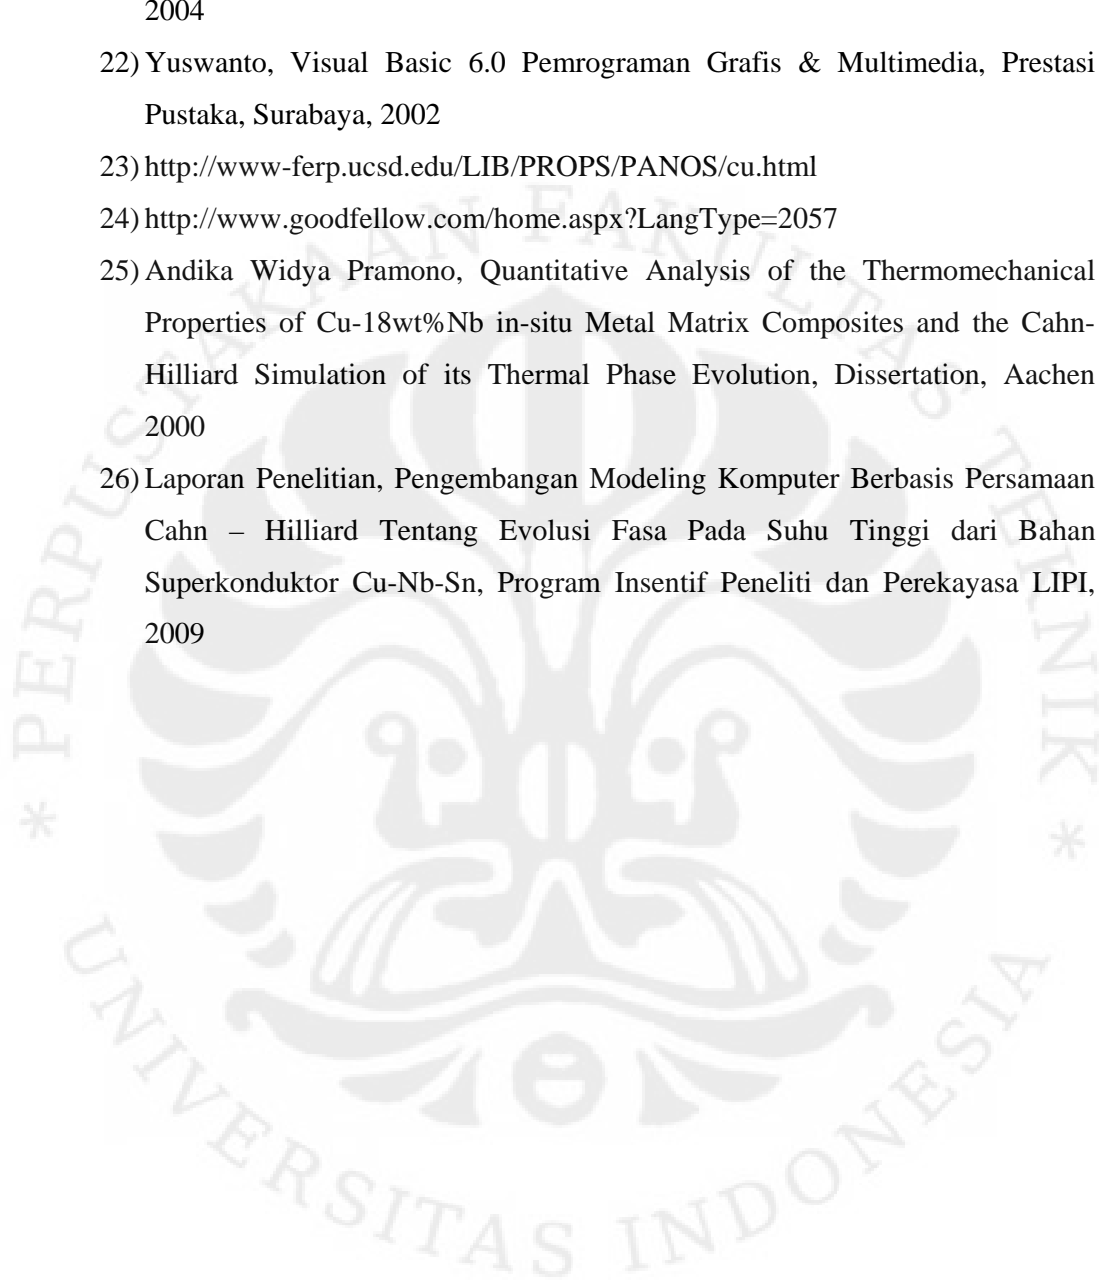 2004
22) Yuswanto, Visual Basic 6.0 Pemrograman Grafis & Multimedia, Prestasi
Pustaka, Surabaya, 2002
23) http://www-ferp.ucsd.edu/LIB/PROPS/PANOS/cu.html
24) http://www.goodfellow.com/home.aspx?LangType=2057
25) Andika Widya Pramono, Quantitative Analysis of the Thermomechanical
Properties of Cu-18wt%Nb in-situ Metal Matrix Composites and the Cahn-
Hilliard Simulation of its Thermal Phase Evolution, Dissertation, Aachen
2000
26) Laporan Penelitian, Pengembangan Modeling Komputer Berbasis Persamaan
Cahn – Hilliard Tentang Evolusi Fasa Pada Suhu Tinggi dari Bahan
Superkonduktor Cu-Nb-Sn, Program Insentif Peneliti dan Perekayasa LIPI,
2009
* PERPUSTAKAAN FAKULTAS TEKNIK *
UNIVERSITAS INDONESIA